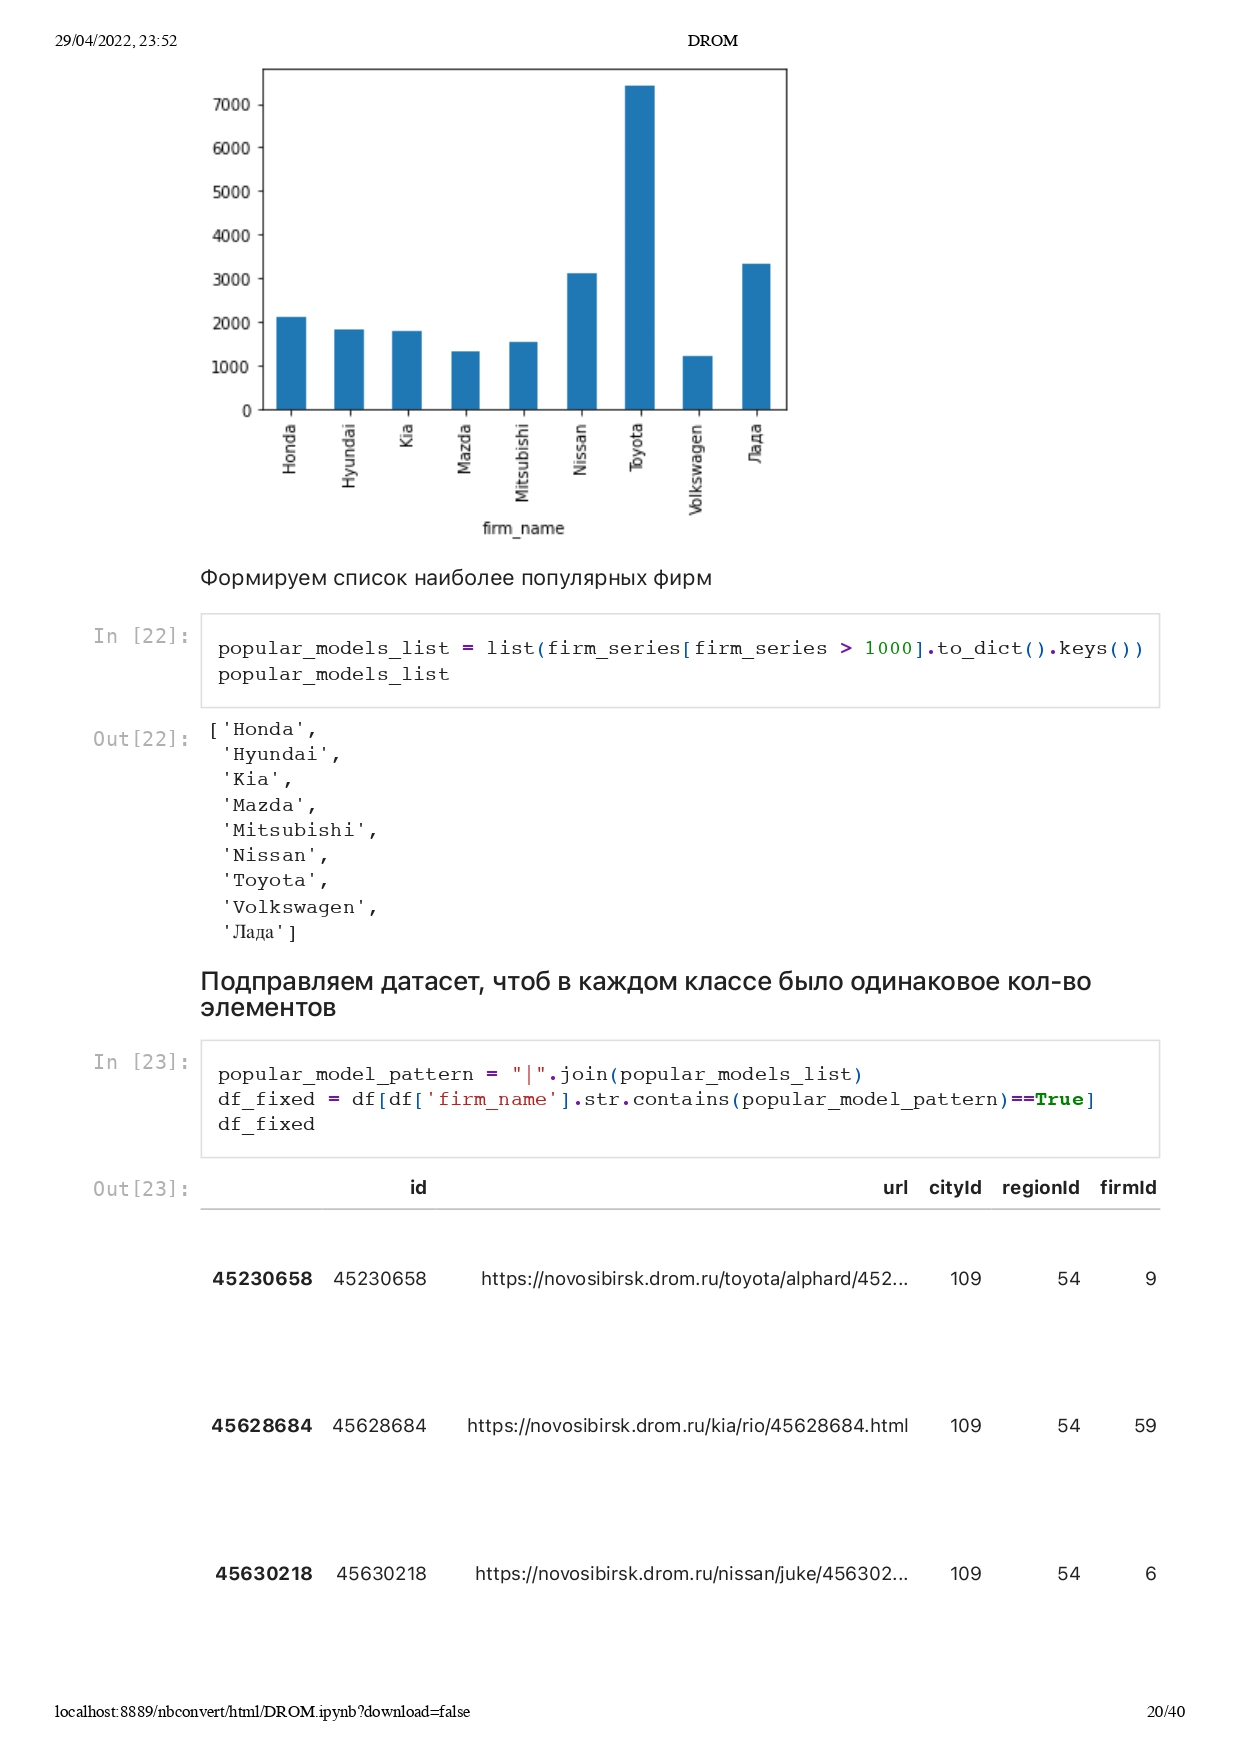 29/04/2022, 23:52 DROM
7000
6000
5000
4000
3000
2000
1000
0
Honda Hyundai Kia Mazda Mitsubishi Nissan Toyota Volkswagen Лада
firm_name
Формируем список наиболее популярных фирм
In [22]:
popular_models_list = list(firm_series[firm_series > 1000].to_dict().keys())
popular_models_list
Out[22]: ['Honda',
'Hyundai',
'Kia',
'Mazda',
'Mitsubishi',
'Nissan',
'Toyota',
'Volkswagen',
'Лада']
Подправляем датасет, чтоб в каждом классе было одинаковое кол-во
элементов
In [23]:
popular_model_pattern = "|".join(popular_models_list)
df_fixed = df[df['firm_name'].str.contains(popular_model_pattern)==True]
df_fixed
Out[23]: id url cityId regionId firmId
45230658 45230658 https://novosibirsk.drom.ru/toyota/alphard/452... 109 54 9
45628684 45628684 https://novosibirsk.drom.ru/kia/rio/45628684.html 109 54 59
45630218 45630218 https://novosibirsk.drom.ru/nissan/juke/456302... 109 54 6
localhost:8889/nbconvert/html/DROM.ipynb?download=false 20/40